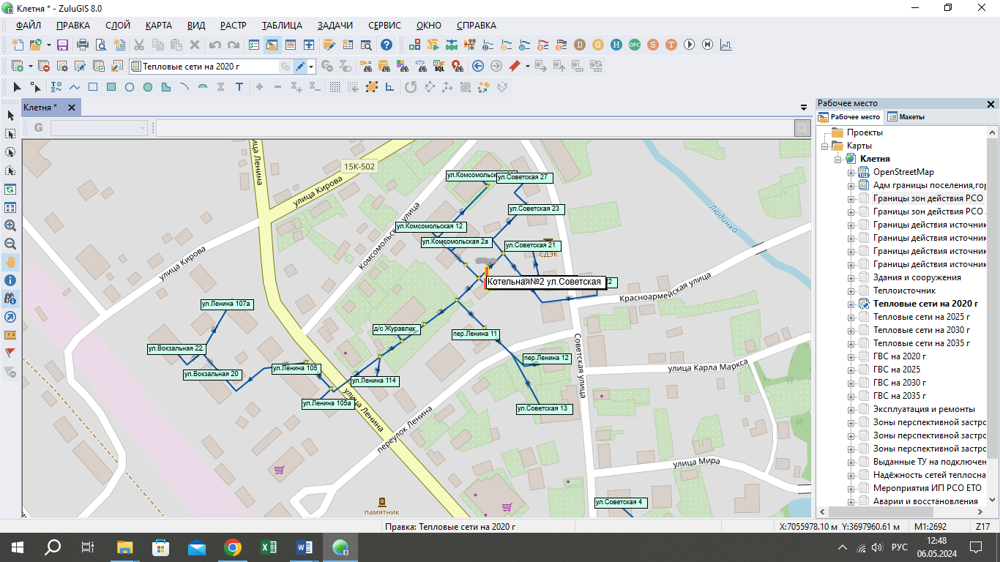 Клетня * - ZuluGIS 8.0
ФАЙЛ ПРАВКА СЛОЙ КАРТА ВИД РАСТР ТАБЛИЦА ЗАДАЧИ СЕРВИС ОКНО СПРАВКА
D G H OPC S T
Тепловые сети на 2020 г
SQL
Клетня *
G
улица Ленина
15К-502
улица Кирова
улица Кирова
Комсомольская улица
ул.Советская 27
ул.Советская 23
ул.Комсомольская 12
ул.Комсомольская 2а
ул.Советская 21
СДЭК
Людинка
Котельная№2 ул.Советская
22
Красноармейская улица
ул.Ленина 107а
д/с Журавлик
пер.Ленина 11
ул.Вокзальная 22
ул.Вокзальная 20
ул.Ленина 105
ул.Ленина 114
ул.Ленина 105а
пер.Ленина 12
ул.Советская 13
Советская улица
улица Карла Маркса
улица Ленина
переулок Ленина
улица Мира
ул.Советская 4
памятник
Рабочее место
Рабочее место Макеты
Проекты
Карты
Клетня
OpenStreetMap
Адм границы поселения,гор
Границы зон действия РСО
Границы зон действия РСО
Границы действия источник
Границы действия источник
Границы действия источник
Границы действия источник
Здания и сооружения
Теплоисточник
Тепловые сети на 2020 г
Тепловые сети на 2025 г
Тепловые сети на 2030 г
Тепловые сети на 2035 г
ГВС на 2020 г
ГВС на 2025
ГВС на 2030 г
ГВС на 2035 г
Эксплуатация и ремонты
Зоны перспективной застро
Зоны перспективной застро
Зоны перспективной застро
Выданные ТУ на подключен
Надёжность сетей теплосна
Мероприятия ИП РСО ЕТО
Аварии и восстановления
Правка: Тепловые сети на 2020 г
X:7055978.10 м Y:3697960.61 м M1:2692 Z17
РУС
12:48
06.05.2024